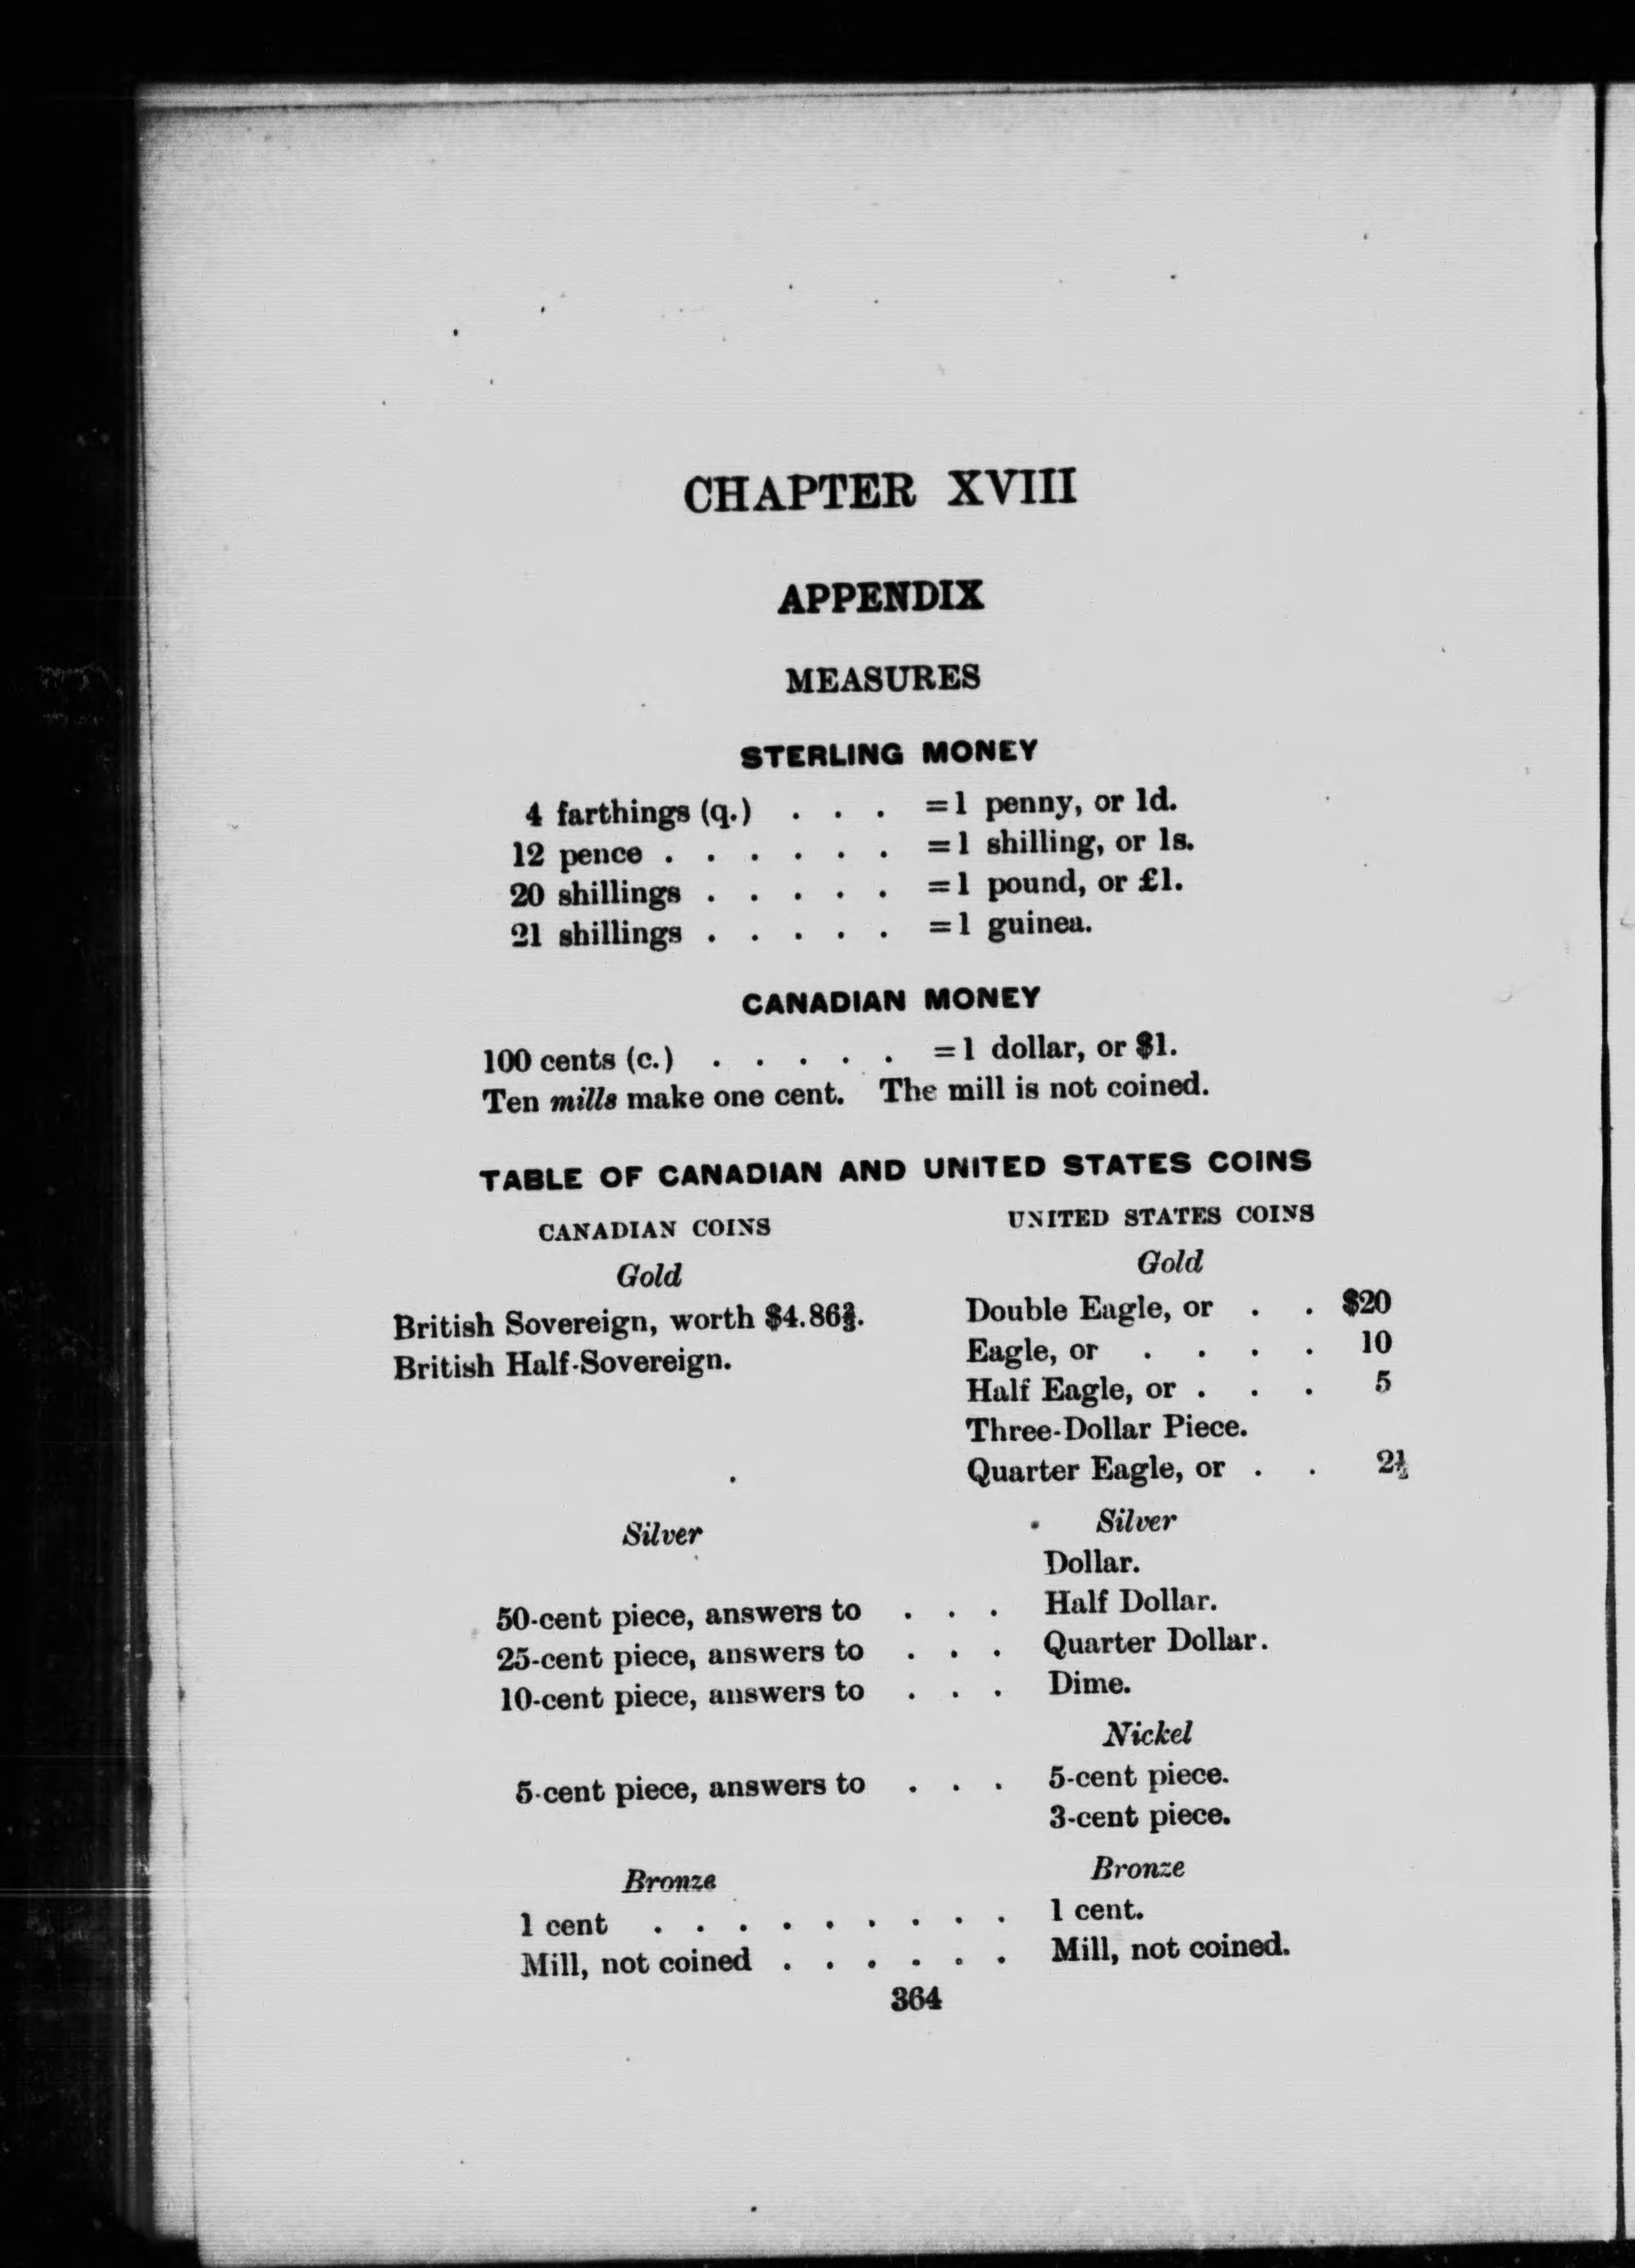 CHAPTER XVIII
APPENDIX
MEASURES
STERLING MONEY
4 farthings (q.) . . . =1 penny, or 1d.
12 pence . . . . . . =1 shilling, or 1s.
20 shillings . . . . . =1 pound, or £1.
21 shillings . . . . . =1 guinea.
CANADIAN MONEY
100 cents (c.) . . . . . =1 dollar, or $1.
Ten mills make one cent. The mill is not coined.
TABLE OF CANADIAN AND UNITED STATES COINS
CANADIAN COINS UNITED STATES COINS
Gold Gold
British Sovereign, worth $4.86⅔. Double Eagle, or . . $20
British Half-Sovereign. Eagle, or . . . . 10
Half Eagle, or . . . 5
Three-Dollar Piece.
Quarter Eagle, or . . 2½
Silver Silver
Dollar.
50-cent piece, answers to . . . Half Dollar.
25-cent piece, answers to . . . Quarter Dollar.
10-cent piece, answers to . . . Dime.
Nickel
5-cent piece, answers to . . . 5-cent piece.
3-cent piece.
Bronze Bronze
1 cent . . . . . . . . . 1 cent.
Mill, not coined . . . . . . Mill, not coined.
364